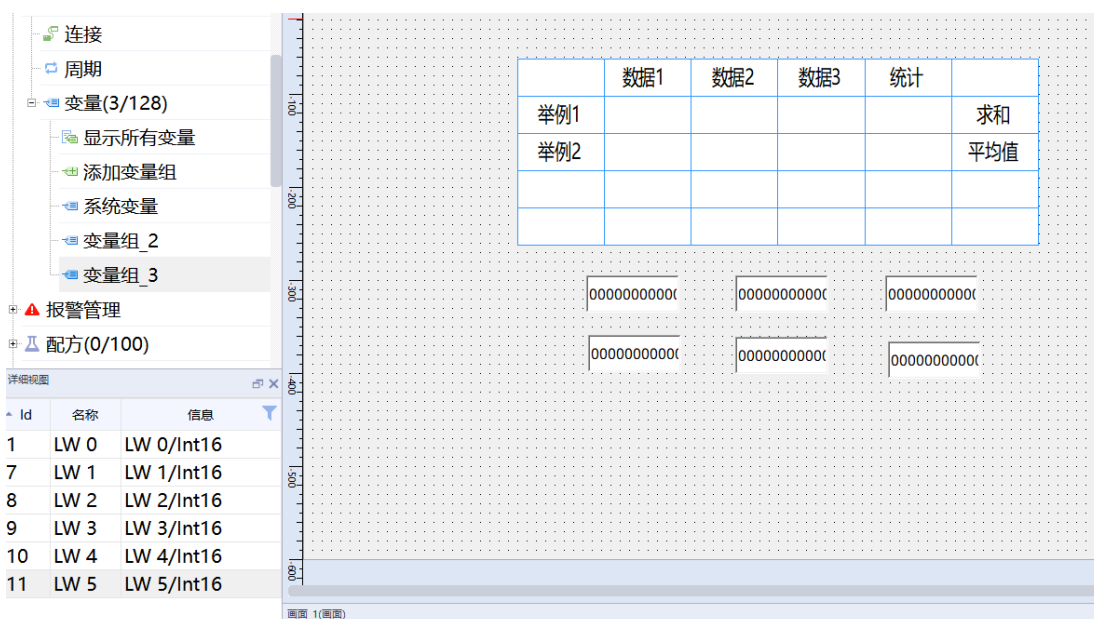 连接
周期
变量(3/128)
显示所有变量
添加变量组
系统变量
变量组_2
变量组_3
报警管理
配方(0/100)
详细视图
Id 名称 信息
1 LW 0 LW 0/Int16
7 LW 1 LW 1/Int16
8 LW 2 LW 2/Int16
9 LW 3 LW 3/Int16
10 LW 4 LW 4/Int16
11 LW 5 LW 5/Int16
100
200
300
400
500
600
数据1 数据2 数据3 统计
举例1 求和
举例2 平均值
00000000000 00000000000 00000000000
00000000000 00000000000 00000000000
画面 1(画面)